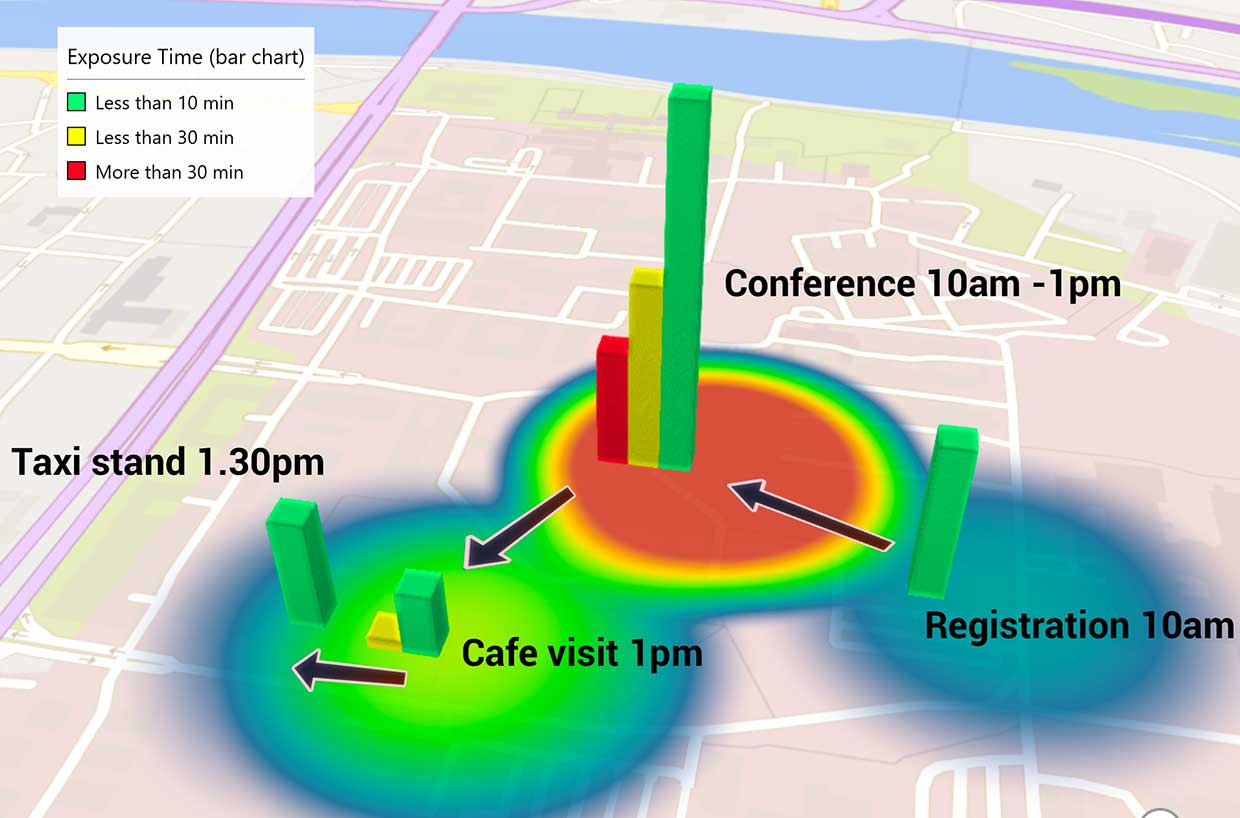 Exposure Time (bar chart)
Less than 10 min
Less than 30 min
More than 30 min
Conference 10am -1pm
Taxi stand 1.30pm
Registration 10am
Cafe visit 1pm